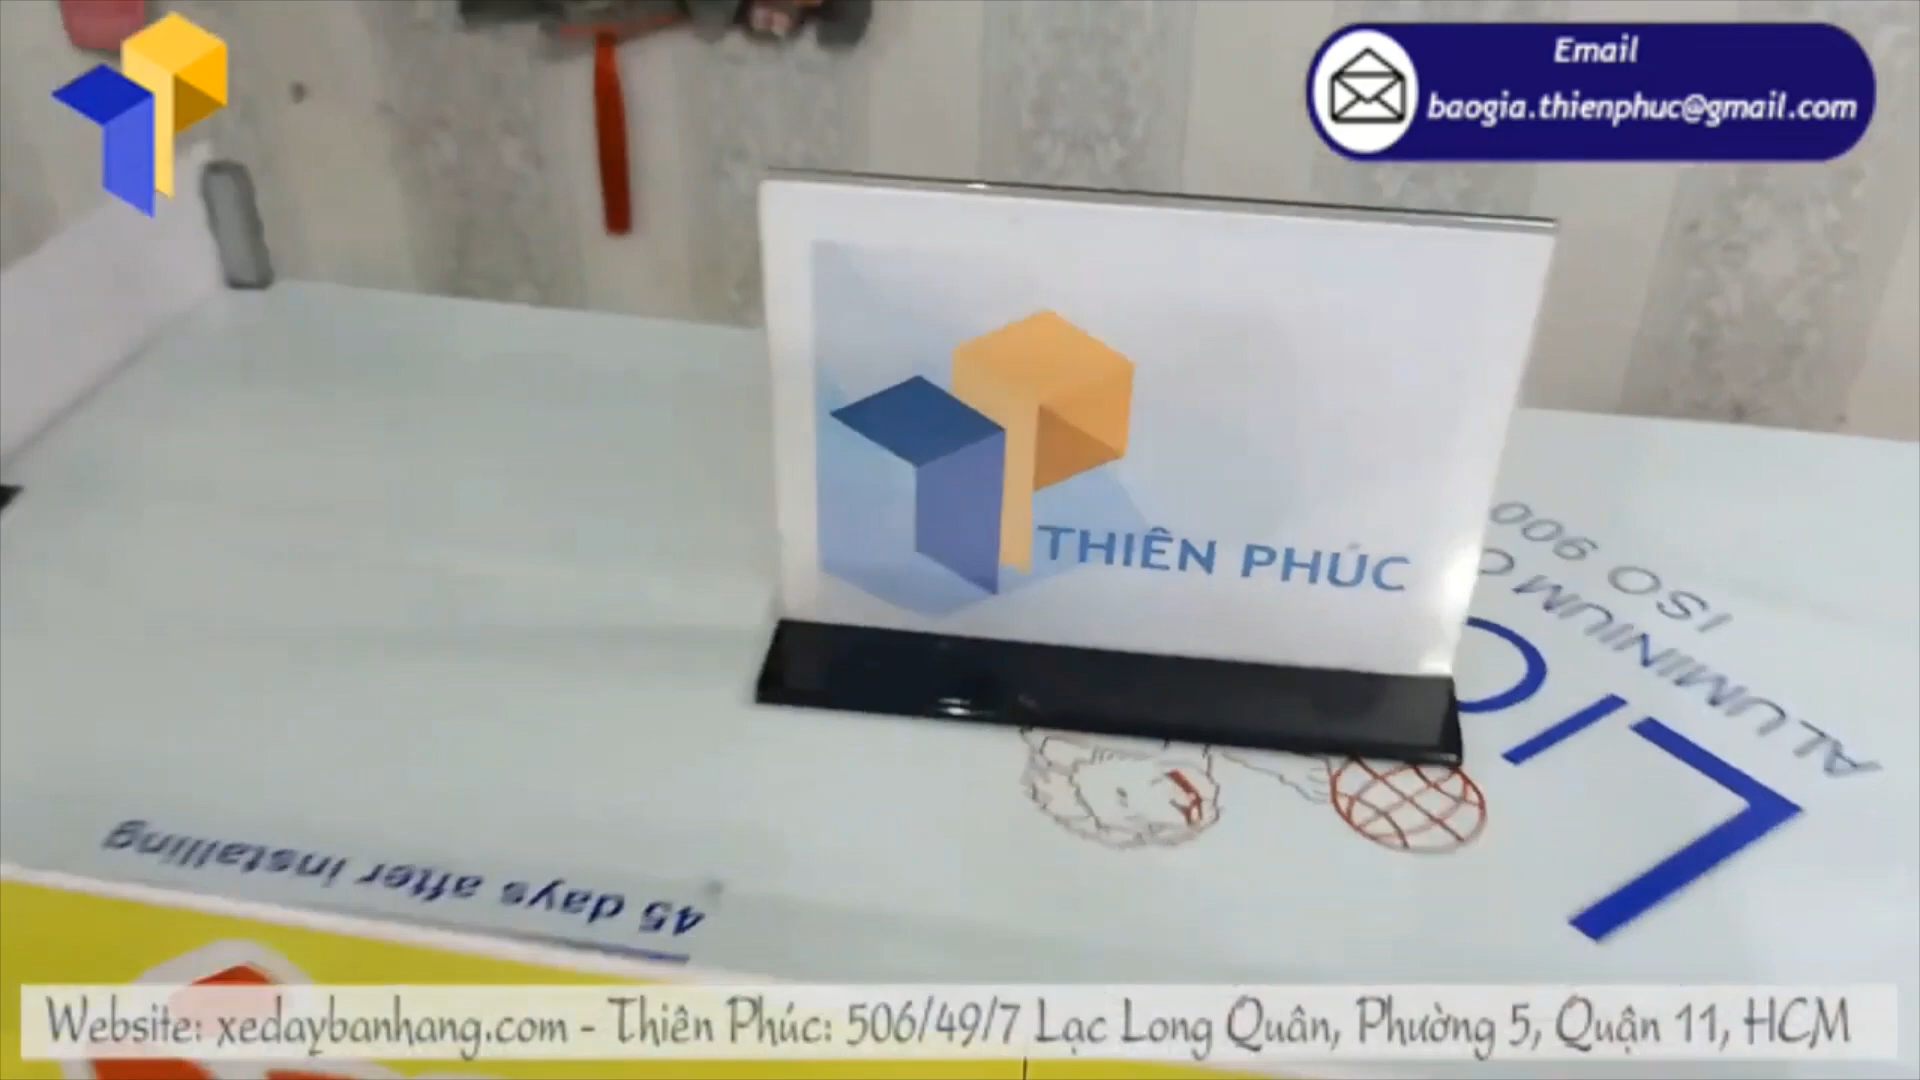 Email
baogia.thienphuc@gmail.com
THIÊN PHÚC
ISO 900
ALUMINIUM C
LIO
45 days after installing
Website: xedaybanhang.com - Thiên Phúc: 506/49/7 Lạc Long Quân, Phường 5, Quận 11, HCM